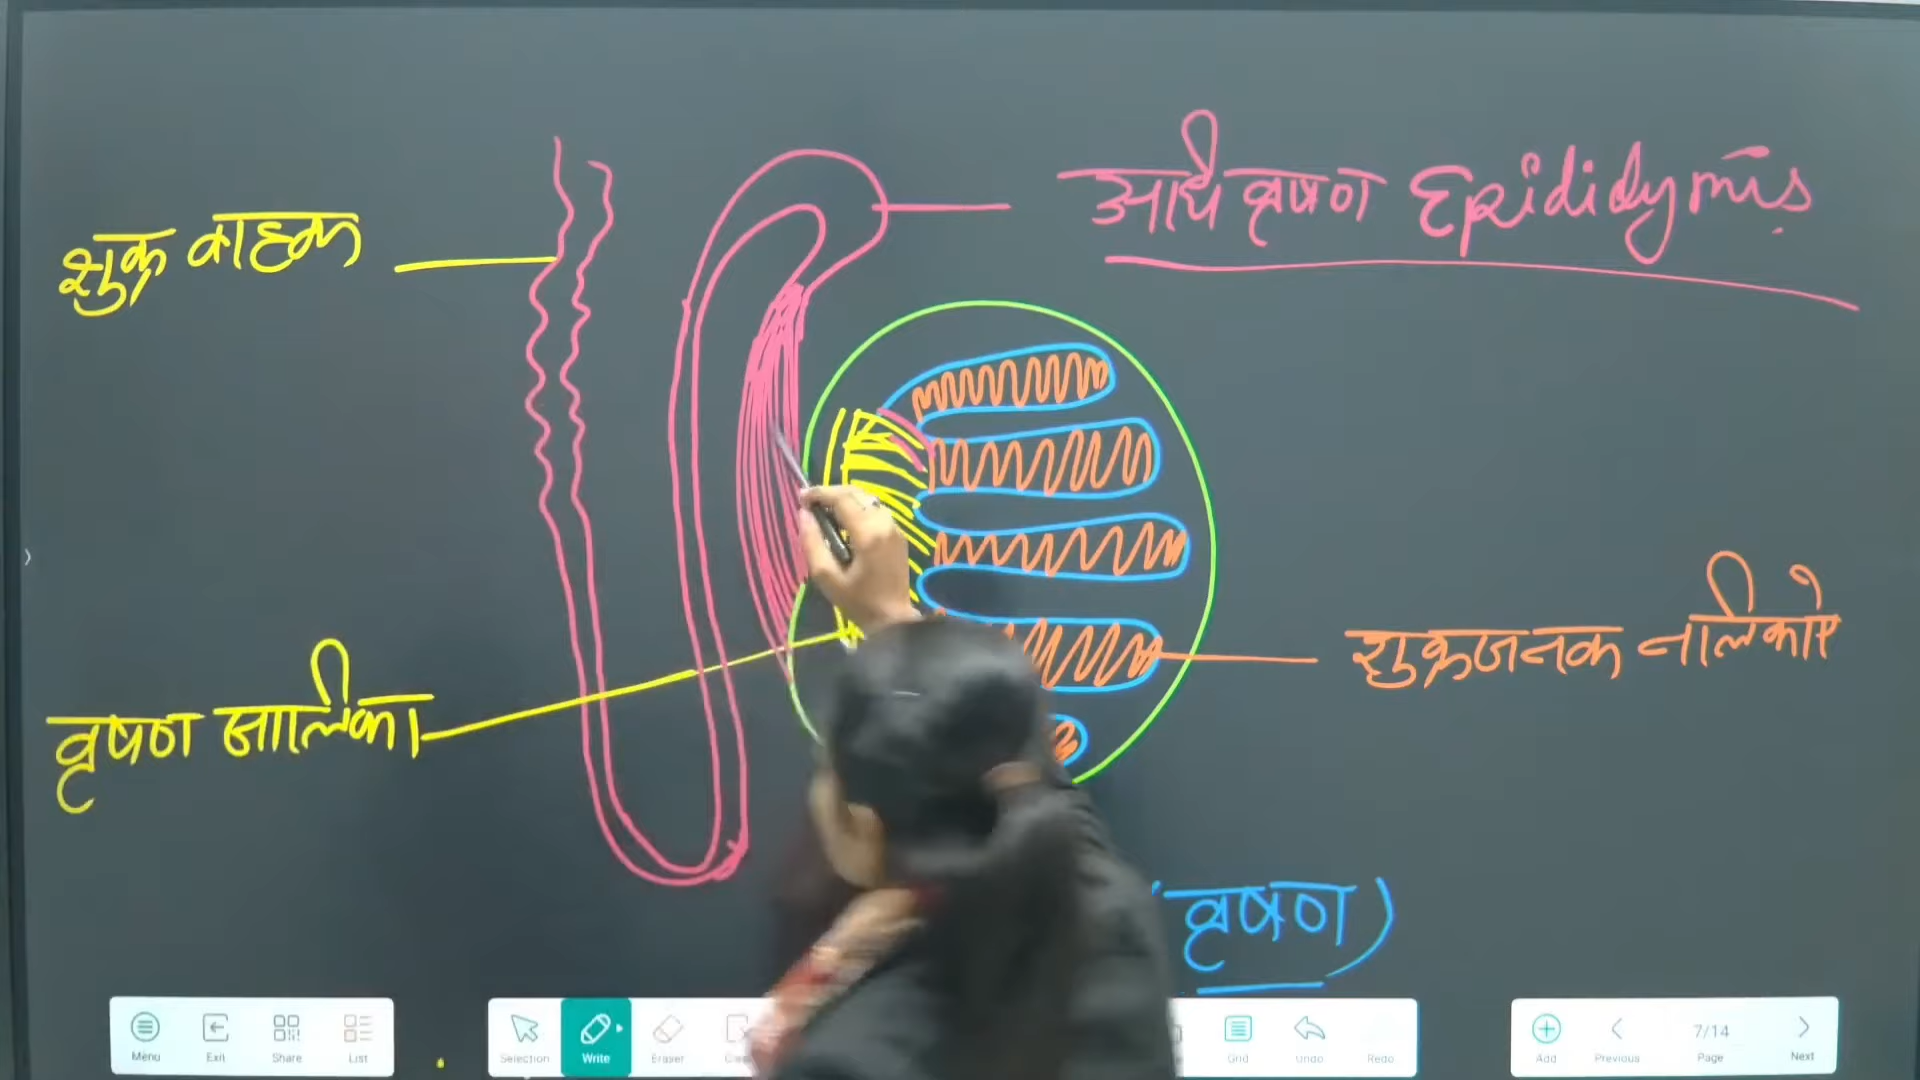 अधिवृषण Epididymis
शुक्र वाहक
शुक्रजनक नालिकाएं
वृषण जालिका
(वृषण)
Menu Exit Share List Selection Write Eraser Grid Undo Redo Add Previous 7/14 Page Next